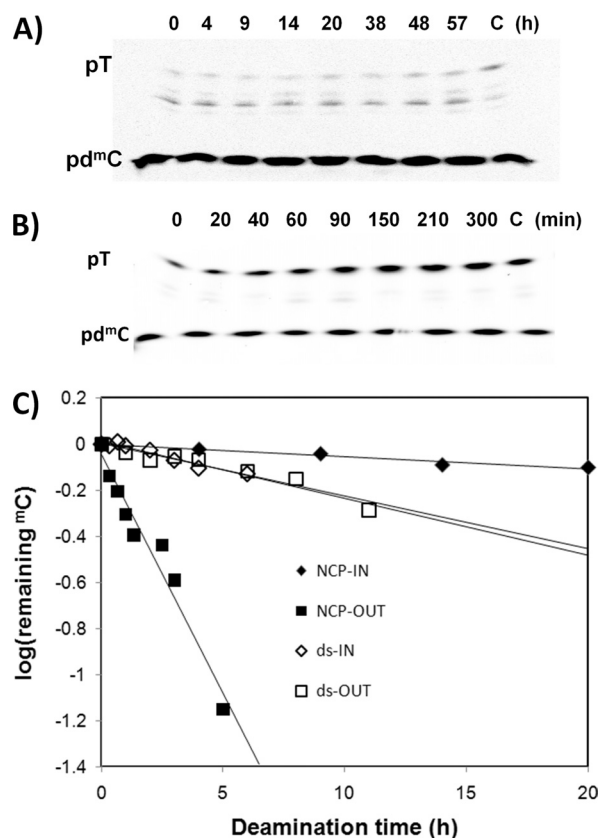 A)
0 4 9 14 20 38 48 57 C (h)
pT
pdᵐC
B)
0 20 40 60 90 150 210 300 C (min)
pT
pdᵐC
C)
0.2
0
-0.2
-0.4
-0.6
-0.8
-1
-1.2
-1.4
log(remaining ᵐC)
NCP-IN
NCP-OUT
ds-IN
ds-OUT
0 5 10 15 20
Deamination time (h)